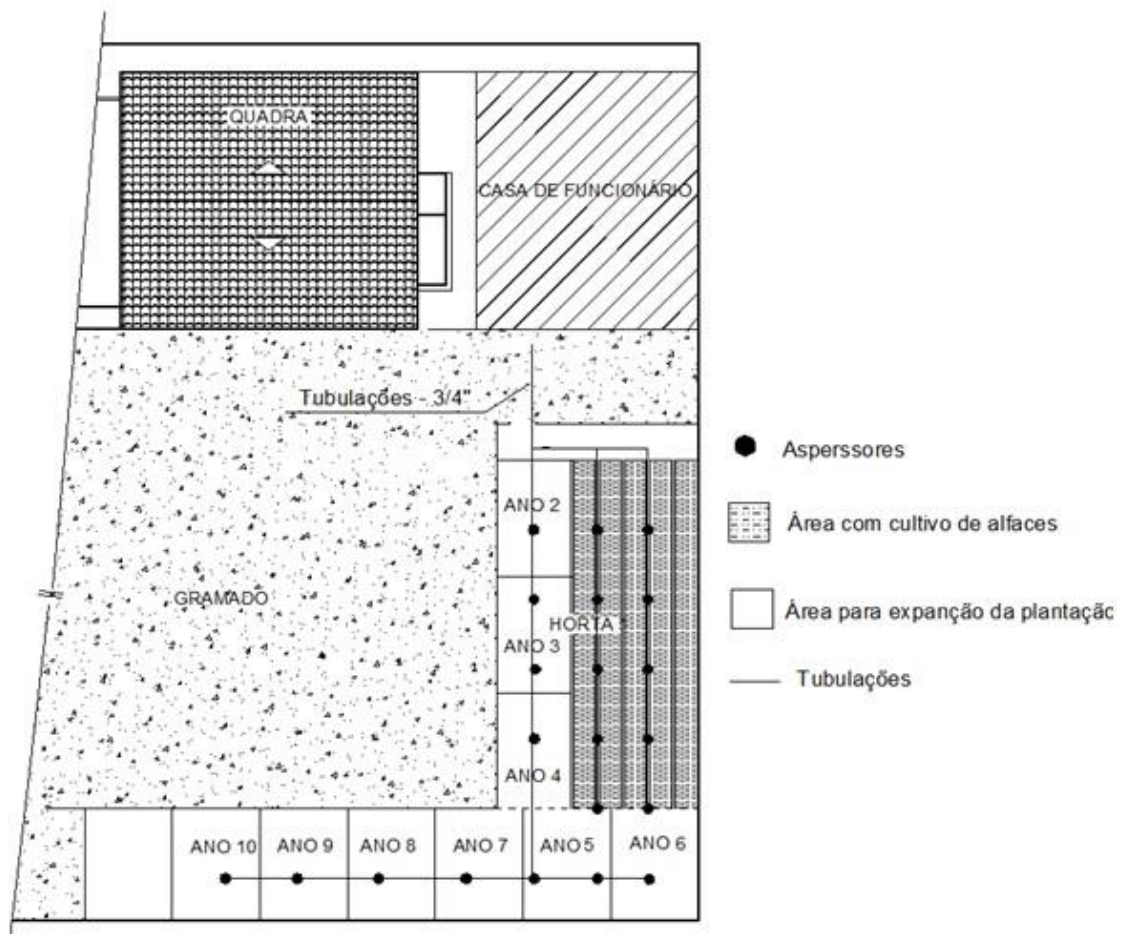 QUADRA
CASA DE FUNCIONÁRIO
Tubulações - 3/4"
ANO 2
GRAMADO
HORTA 1
ANO 3
ANO 4
ANO 10
ANO 9
ANO 8
ANO 7
ANO 5
ANO 6
Asperssores
Área com cultivo de alfaces
Área para expanção da plantação
Tubulações